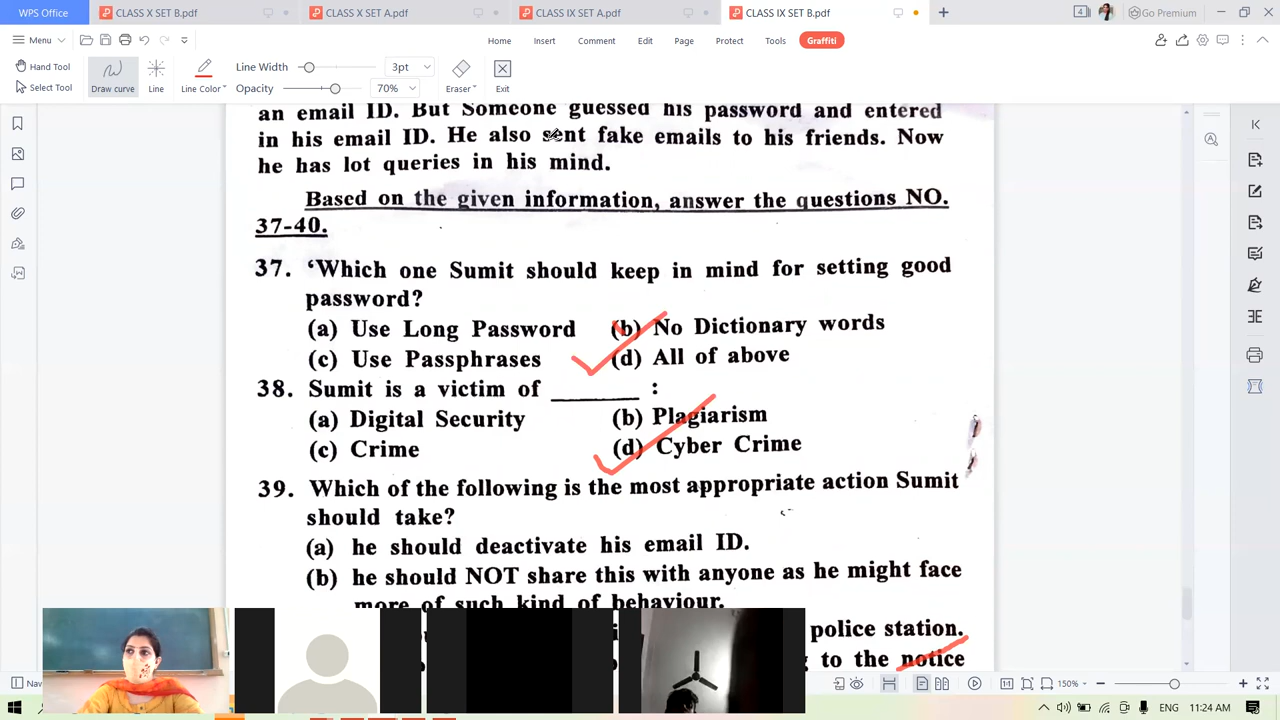 WPS Office
CLASS X SET B.pdf
CLASS IX SET B.pdf
Go Premium
Menu
Home
Insert
Comment
Edit
Page
Protect
Tools
Graffiti
Hand Tool
Select Tool
Draw curve
Line
Line Color
Line Width
3pt
Opacity
70%
Eraser
Exit
an email ID. But Someone guessed his password and entered
in his email ID. He also sent fake emails to his friends. Now
he has lot queries in his mind.
Based on the given information, answer the questions NO.
37-40.
37. ‘Which one Sumit should keep in mind for setting good
password?
(a) Use Long Password (b) No Dictionary words
(c) Use Passphrases (d) All of above
38. Sumit is a victim of _______ :
(a) Digital Security (b) Plagiarism
(c) Crime (d) Cyber Crime
39. Which of the following is the most appropriate action Sumit
should take?
(a) he should deactivate his email ID.
(b) he should NOT share this with anyone as he might face
more of such kind of behaviour.
police station.
to the notice
Nav
150%
ENG
11:24 AM